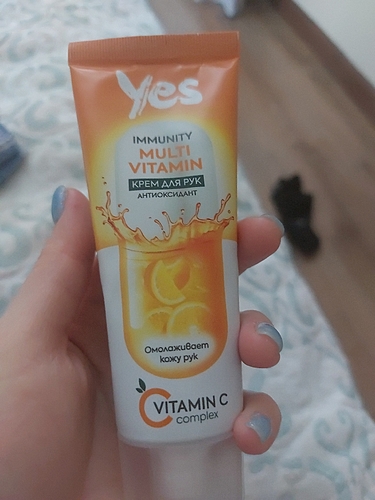 Yes
IMMUNITY
MULTI
VITAMIN
КРЕМ ДЛЯ РУК
АНТИОКСИДАНТ
Омолаживает
кожу рук
VITAMIN C
complex